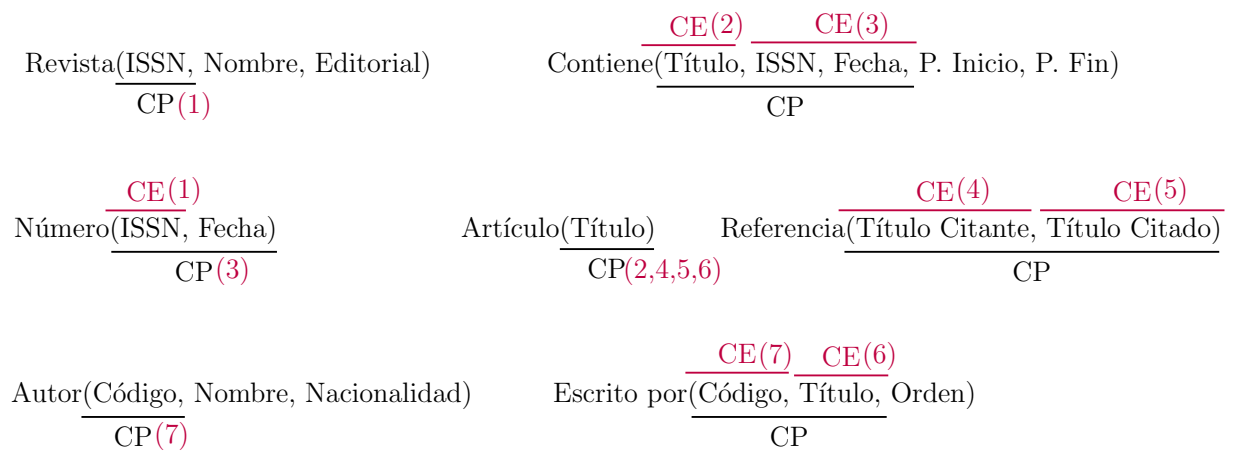 CE(2) CE(3)
Revista(ISSN, Nombre, Editorial) Contiene(Título, ISSN, Fecha, P. Inicio, P. Fin)
CP(1) CP
CE(1) CE(4) CE(5)
Número(ISSN, Fecha) Artículo(Título) Referencia(Título Citante, Título Citado)
CP(3) CP(2,4,5,6) CP
CE(7) CE(6)
Autor(Código, Nombre, Nacionalidad) Escrito por(Código, Título, Orden)
CP(7) CP